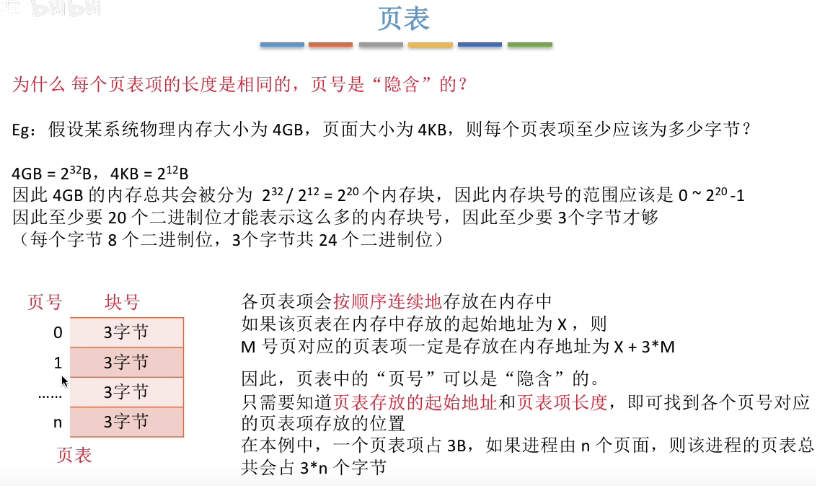 bilibili
页表
为什么 每个页表项的长度是相同的，页号是“隐含”的？
Eg：假设某系统物理内存大小为 4GB，页面大小为 4KB，则每个页表项至少应该为多少字节？
4GB = 2³²B，4KB = 2¹²B
因此 4GB 的内存总共会被分为 2³² / 2¹² = 2²⁰ 个内存块，因此内存块号的范围应该是 0 ~ 2²⁰ -1
因此至少要 20 个二进制位才能表示这么多的内存块号，因此至少要 3个字节才够
（每个字节 8 个二进制位，3个字节共 24 个二进制位）
页号 块号
0 3字节
1 3字节
…… 3字节
n 3字节
页表
各页表项会按顺序连续地存放在内存中
如果该页表在内存中存放的起始地址为 X ，则
M 号页对应的页表项一定是存放在内存地址为 X + 3*M
因此，页表中的“页号”可以是“隐含”的。
只需要知道页表存放的起始地址和页表项长度，即可找到各个页号对应
的页表项存放的位置
在本例中，一个页表项占 3B，如果进程由 n 个页面，则该进程的页表总
共会占 3*n 个字节